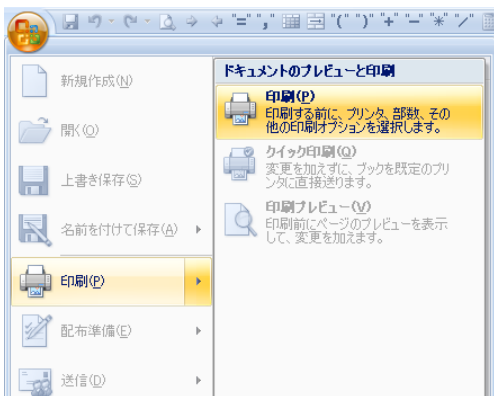 "=" "," "(" ")" "+" "-" "*" "/"
新規作成(N)
開く(O)
上書き保存(S)
名前を付けて保存(A)
印刷(P)
配布準備(E)
送信(D)
ドキュメントのプレビューと印刷
印刷(P)
印刷する前に、プリンタ、部数、その
他の印刷オプションを選択します。
クイック印刷(Q)
変更を加えずに、ブックを既定のプリ
ンタに直接送ります。
印刷プレビュー(V)
印刷前にページのプレビューを表示
して、変更を加えます。